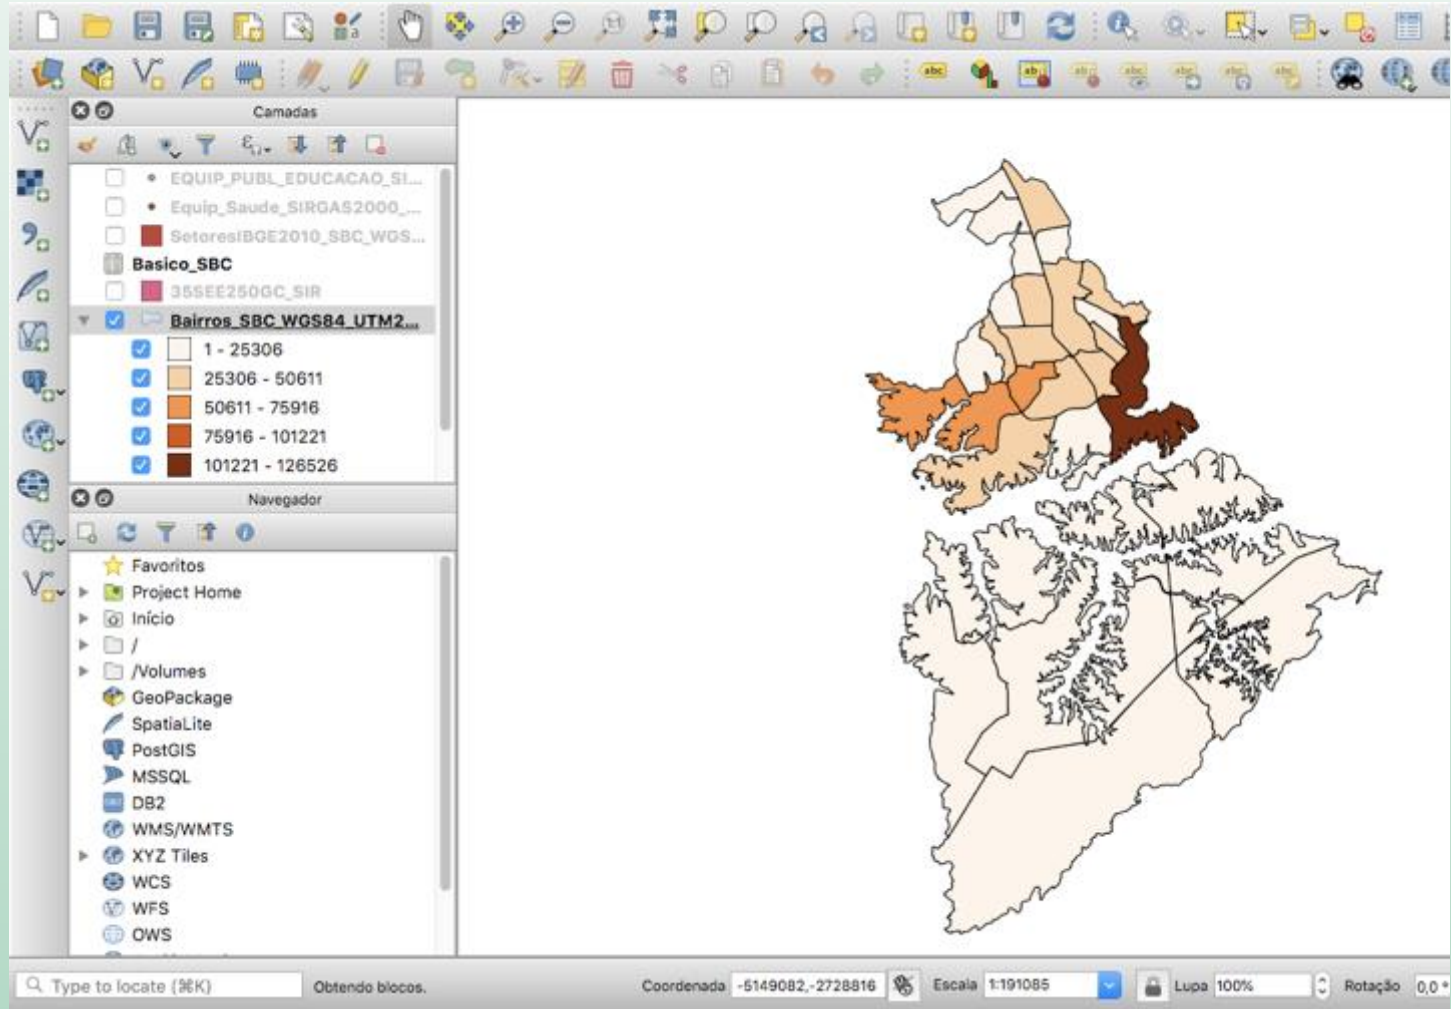 Camadas
EQUIP_PUBL_EDUCACAO_SI...
Equip_Saude_SIRGAS2000_...
SetoresIBGE2010_SBC_WGS...
Basico_SBC
35SEE250GC_SIR
Bairros_SBC_WGS84_UTM2...
1 - 25306
25306 - 50611
50611 - 75916
75916 - 101221
101221 - 126526
Navegador
Favoritos
Project Home
Início
/
/Volumes
GeoPackage
SpatiaLite
PostGIS
MSSQL
DB2
WMS/WMTS
XYZ Tiles
WCS
WFS
OWS
Type to locate (⌘K) Obtendo blocos. Coordenada -5149082,-2728816 Escala 1:191085 Lupa 100% Rotação 0,0 °